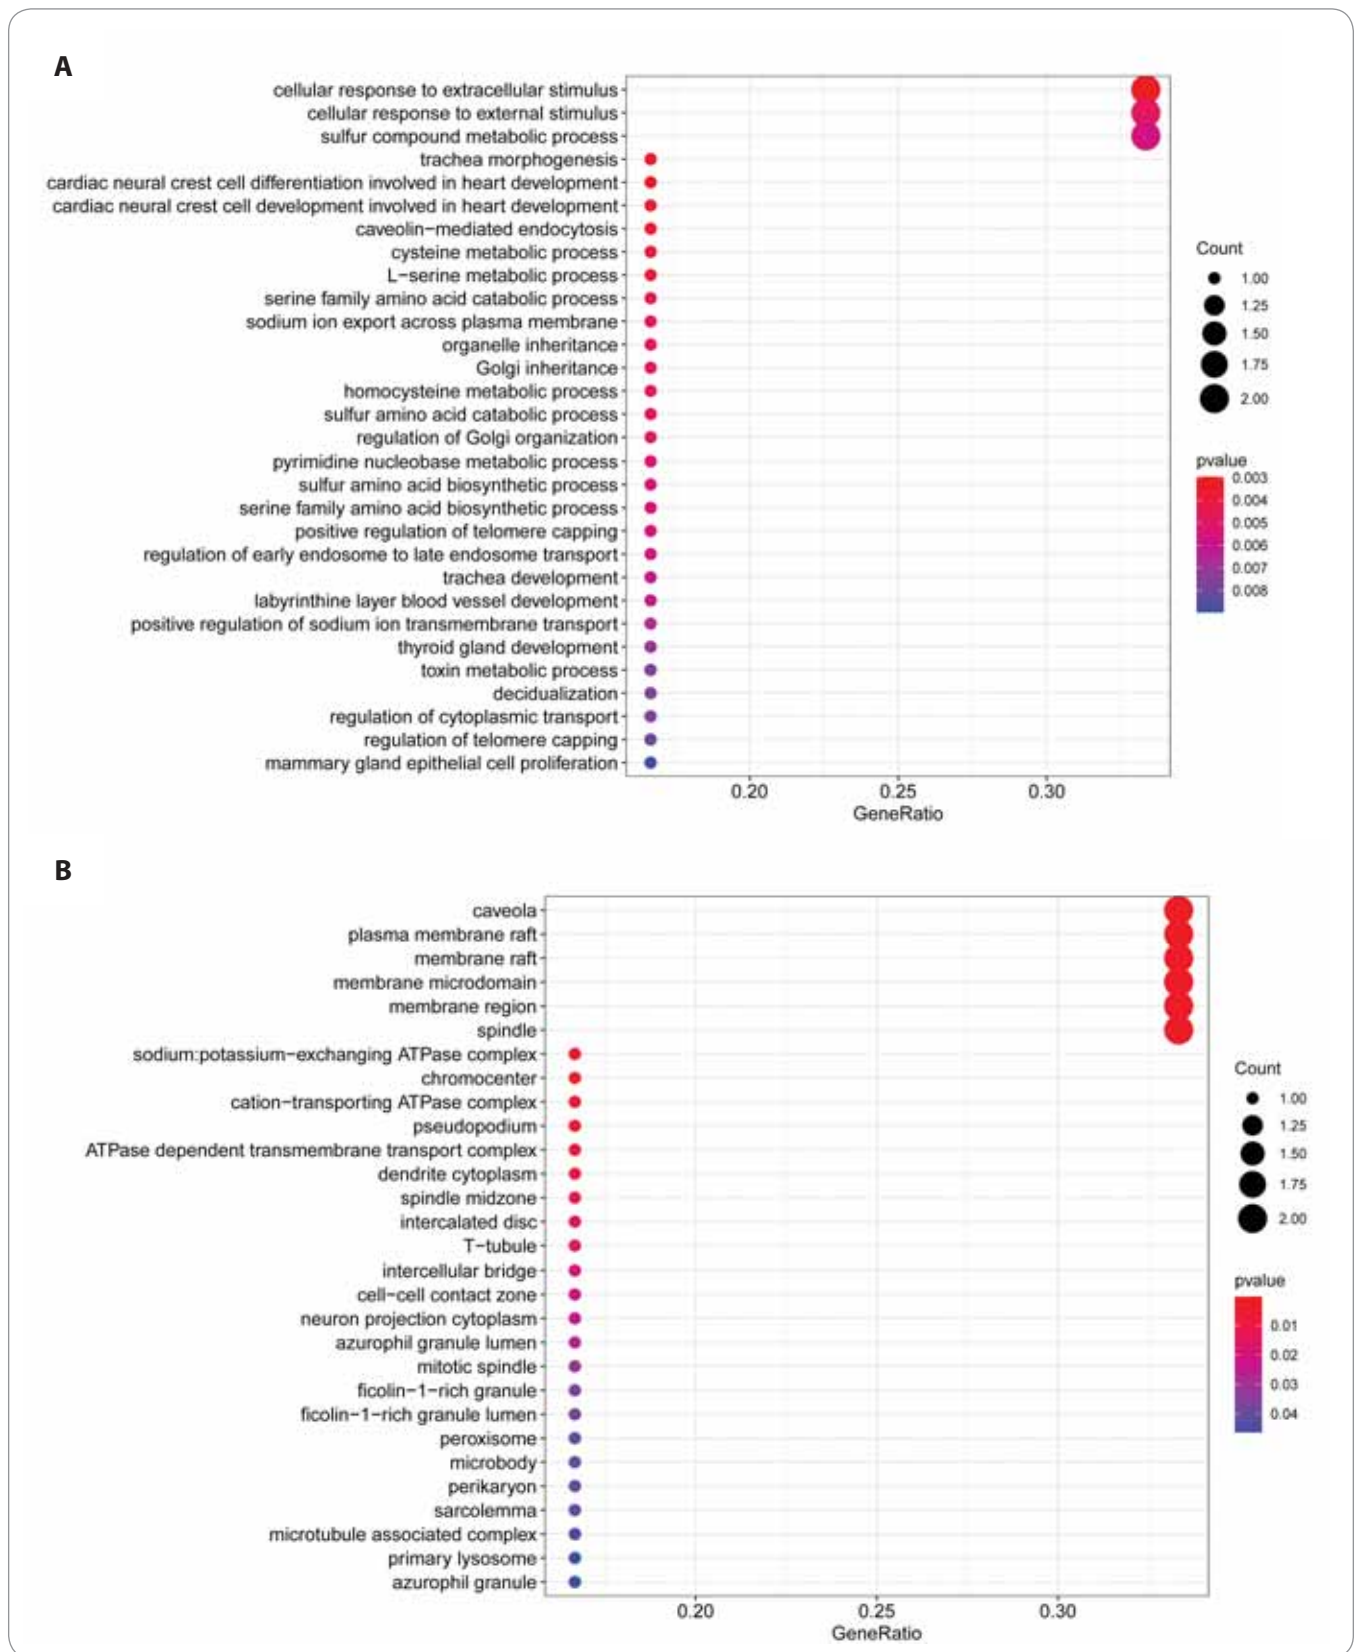 A
cellular response to extracellular stimulus
cellular response to external stimulus
sulfur compound metabolic process
trachea morphogenesis
cardiac neural crest cell differentiation involved in heart development
cardiac neural crest cell development involved in heart development
caveolin−mediated endocytosis
cysteine metabolic process
L−serine metabolic process
serine family amino acid catabolic process
sodium ion export across plasma membrane
organelle inheritance
Golgi inheritance
homocysteine metabolic process
sulfur amino acid catabolic process
regulation of Golgi organization
pyrimidine nucleobase metabolic process
sulfur amino acid biosynthetic process
serine family amino acid biosynthetic process
positive regulation of telomere capping
regulation of early endosome to late endosome transport
trachea development
labyrinthine layer blood vessel development
positive regulation of sodium ion transmembrane transport
thyroid gland development
toxin metabolic process
decidualization
regulation of cytoplasmic transport
regulation of telomere capping
mammary gland epithelial cell proliferation
0.20 0.25 0.30
GeneRatio
Count
1.00
1.25
1.50
1.75
2.00
pvalue
0.003
0.004
0.005
0.006
0.007
0.008
B
caveola
plasma membrane raft
membrane raft
membrane microdomain
membrane region
spindle
sodium:potassium−exchanging ATPase complex
chromocenter
cation−transporting ATPase complex
pseudopodium
ATPase dependent transmembrane transport complex
dendrite cytoplasm
spindle midzone
intercalated disc
T−tubule
intercellular bridge
cell−cell contact zone
neuron projection cytoplasm
azurophil granule lumen
mitotic spindle
ficolin−1−rich granule
ficolin−1−rich granule lumen
peroxisome
microbody
perikaryon
sarcolemma
microtubule associated complex
primary lysosome
azurophil granule
0.20 0.25 0.30
GeneRatio
Count
1.00
1.25
1.50
1.75
2.00
pvalue
0.01
0.02
0.03
0.04